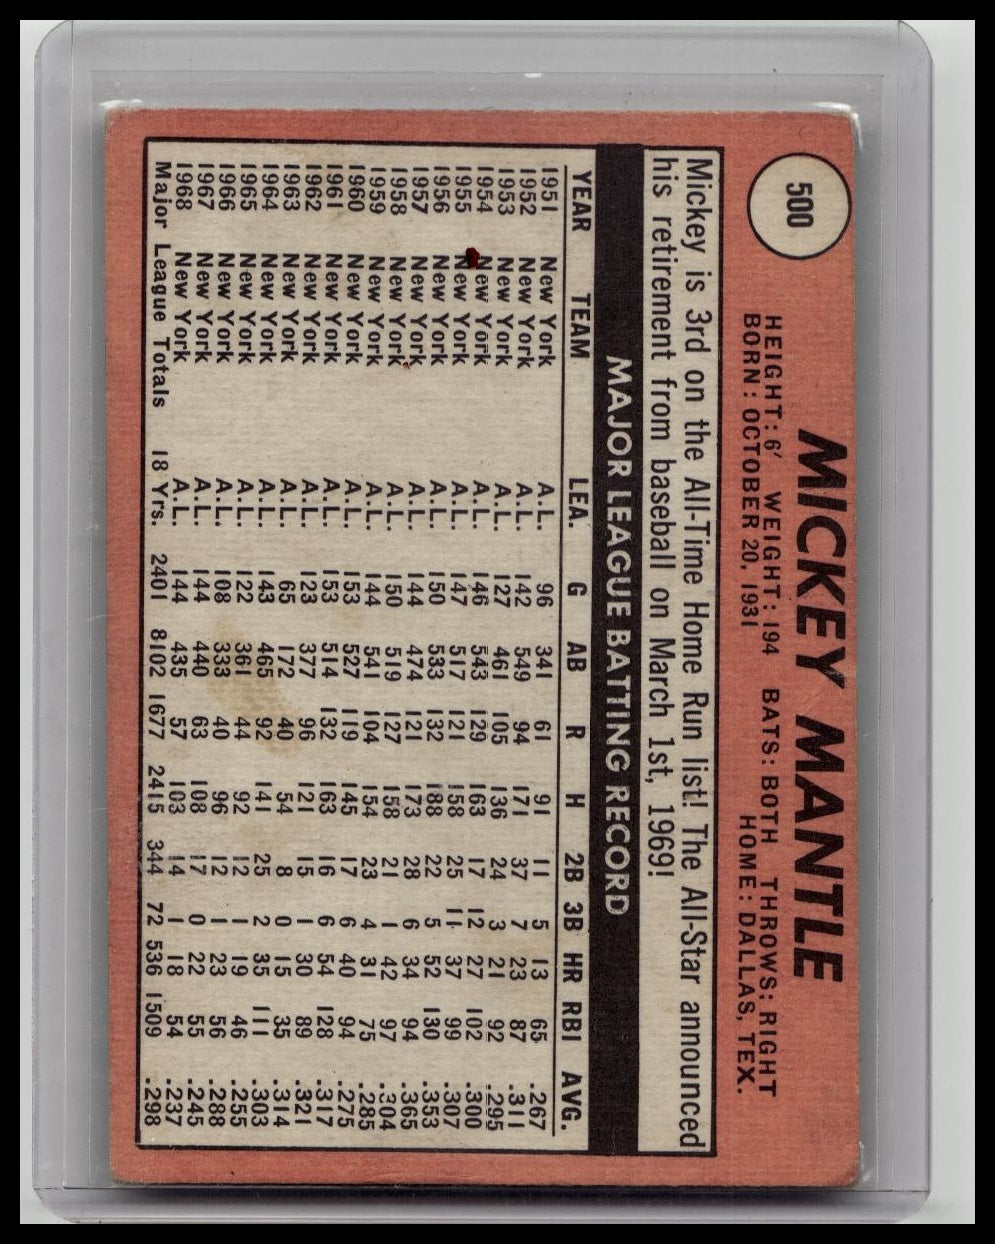 500
MICKEY MANTLE
HEIGHT: 6' WEIGHT: 194 BATS: BOTH THROWS: RIGHT
BORN: OCTOBER 20, 1931 HOME: DALLAS, TEX.
Mickey is 3rd on the All-Time Home Run list! The All-Star announced
his retirement from baseball on March 1st, 1969!
MAJOR LEAGUE BATTING RECORD
YEAR TEAM LEA. G AB R H 2B 3B HR RBI AVG.
1951 New York A.L. 96 341 61 91 11 5 13 65 .267
1952 New York A.L. 142 549 94 171 37 7 23 87 .311
1953 New York A.L. 127 461 105 136 24 3 21 92 .295
1954 New York A.L. 146 543 129 163 17 12 27 102 .300
1955 New York A.L. 147 517 121 158 25 11 37 99 .307
1956 New York A.L. 150 533 132 188 22 5 52 130 .353
1957 New York A.L. 144 474 121 173 28 6 34 94 .365
1958 New York A.L. 150 519 127 158 21 1 42 97 .304
1959 New York A.L. 144 541 104 154 23 4 31 75 .285
1960 New York A.L. 153 527 119 145 17 6 40 94 .275
1961 New York A.L. 153 514 132 163 16 6 54 128 .317
1962 New York A.L. 123 377 96 121 15 1 30 89 .321
1963 New York A.L. 65 172 40 54 8 0 15 35 .314
1964 New York A.L. 143 465 92 141 25 2 35 111 .303
1965 New York A.L. 122 361 44 92 12 1 19 46 .255
1966 New York A.L. 108 333 40 96 12 1 23 56 .288
1967 New York A.L. 144 440 63 108 17 0 22 55 .245
1968 New York A.L. 144 435 57 103 14 1 18 54 .237
Major League Totals 18 Yrs. 2401 8102 1677 2415 344 72 536 1509 .298